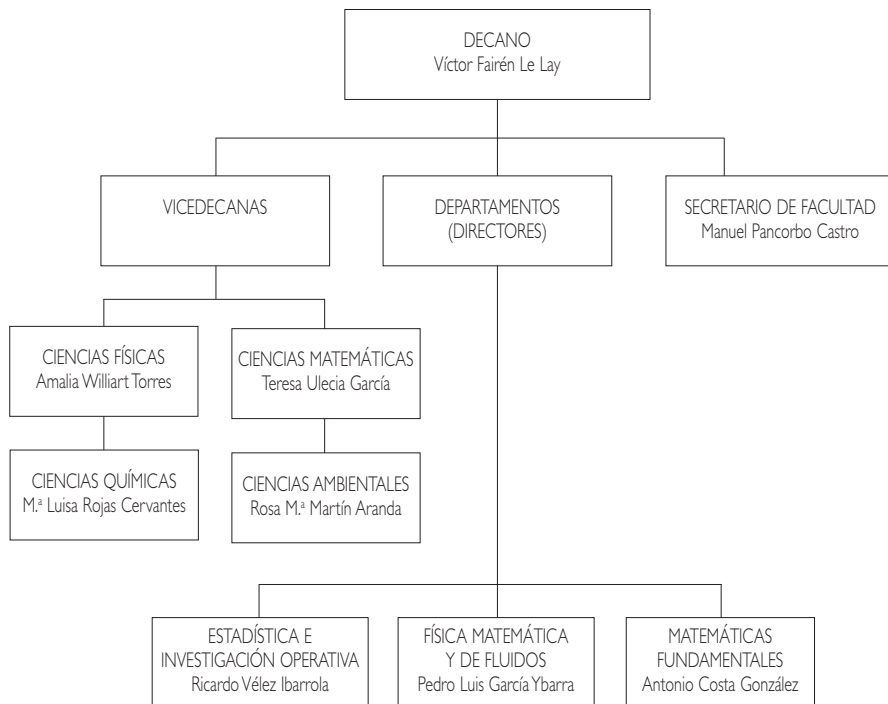 DECANO
Víctor Fairén Le Lay
VICEDECANAS
DEPARTAMENTOS
(DIRECTORES)
SECRETARIO DE FACULTAD
Manuel Pancorbo Castro
CIENCIAS FÍSICAS
Amalia Williart Torres
CIENCIAS MATEMÁTICAS
Teresa Ulecia García
CIENCIAS QUÍMICAS
M.ª Luisa Rojas Cervantes
CIENCIAS AMBIENTALES
Rosa M.ª Martín Aranda
ESTADÍSTICA E
INVESTIGACIÓN OPERATIVA
Ricardo Vélez Ibarrola
FÍSICA MATEMÁTICA
Y DE FLUIDOS
Pedro Luis García Ybarra
MATEMÁTICAS
FUNDAMENTALES
Antonio Costa González